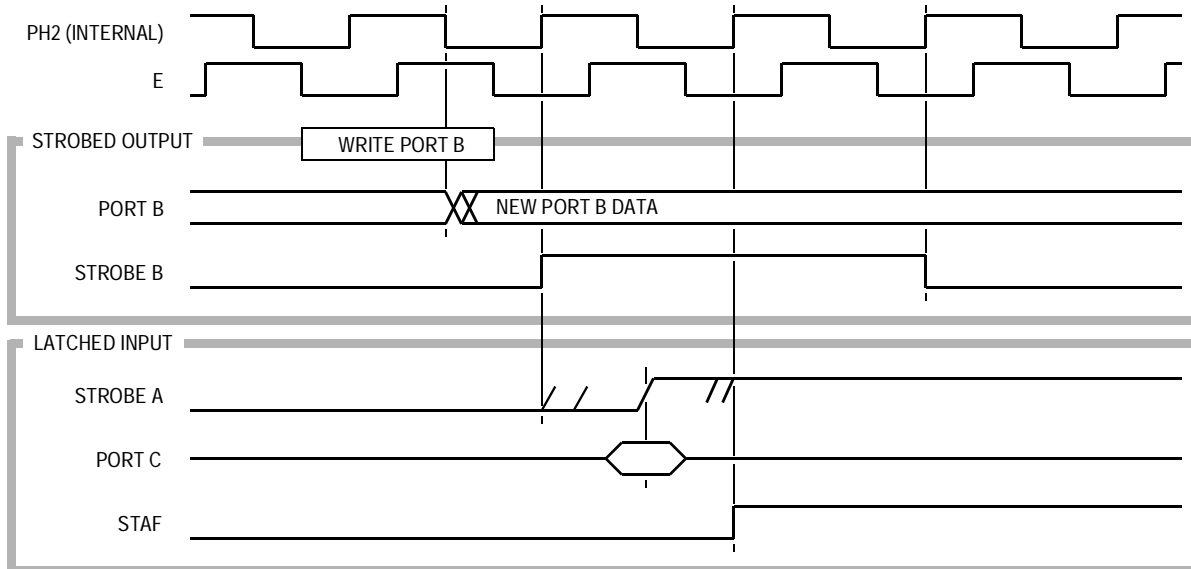 PH2 (INTERNAL)
E
STROBED OUTPUT
WRITE PORT B
PORT B
NEW PORT B DATA
STROBE B
LATCHED INPUT
STROBE A
PORT C
STAF